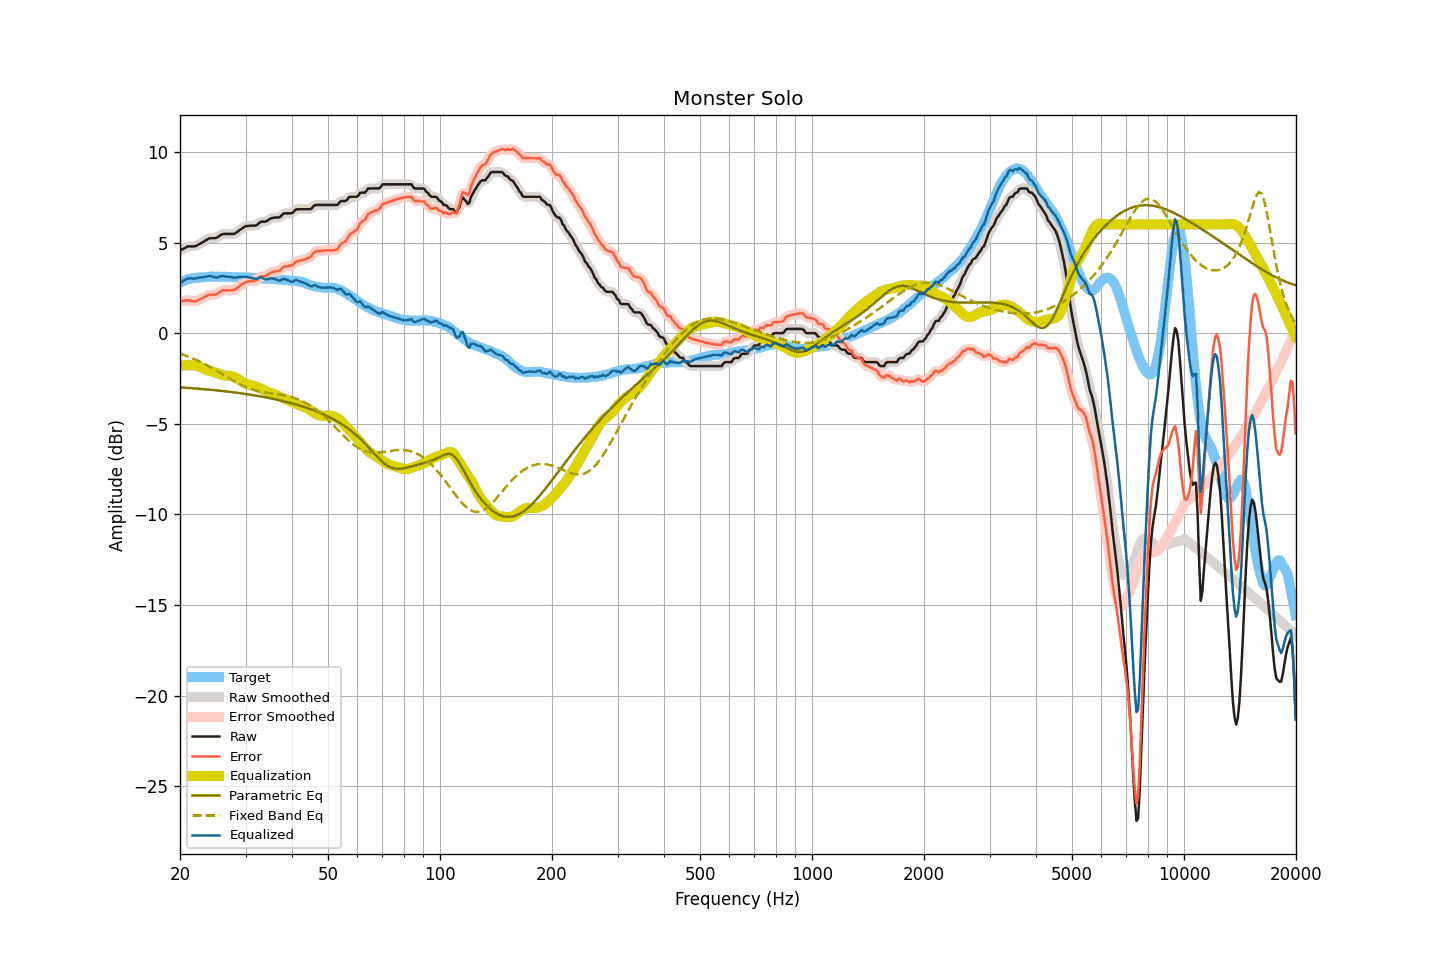 Monster Solo
10
5
0
−5
−10
−15
−20
−25
Amplitude (dBr)
Target
Raw Smoothed
Error Smoothed
Raw
Error
Equalization
Parametric Eq
Fixed Band Eq
Equalized
20 50 100 200 500 1000 2000 5000 10000 20000
Frequency (Hz)